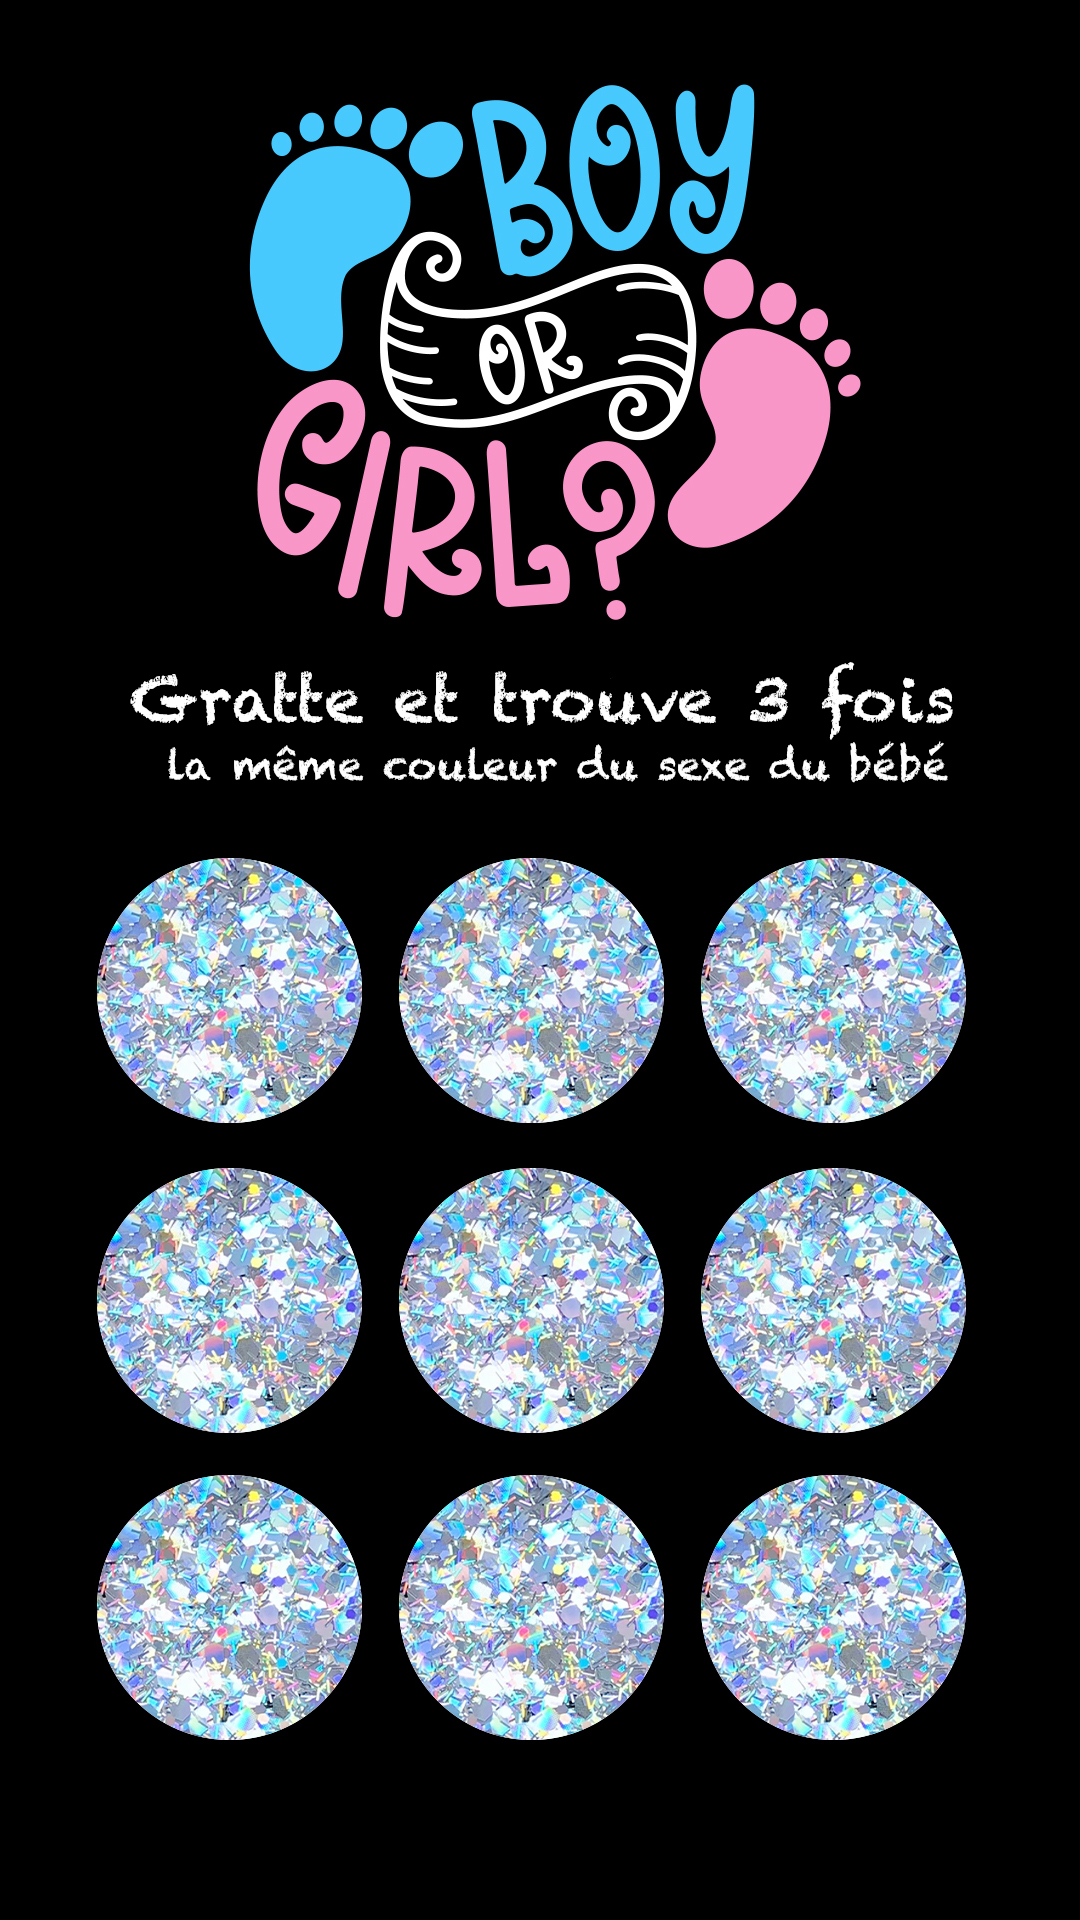 BOY
OR
GIRL?
Gratte et trouve 3 fois
la même couleur du sexe du bébé